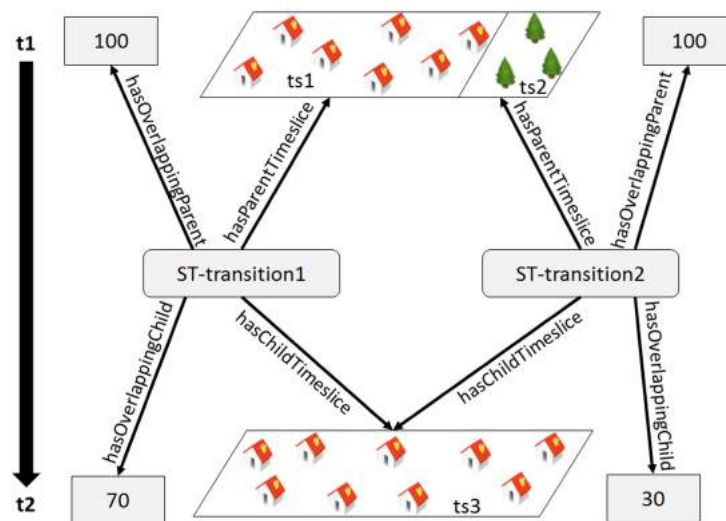 t1
100
ts1
ts2
100
hasOverlappingParent
hasParentTimeslice
hasParentTimeslice
hasOverlappingParent
ST-transition1
ST-transition2
hasOverlappingChild
hasChildTimeslice
hasChildTimeslice
hasOverlappingChild
t2
70
ts3
30